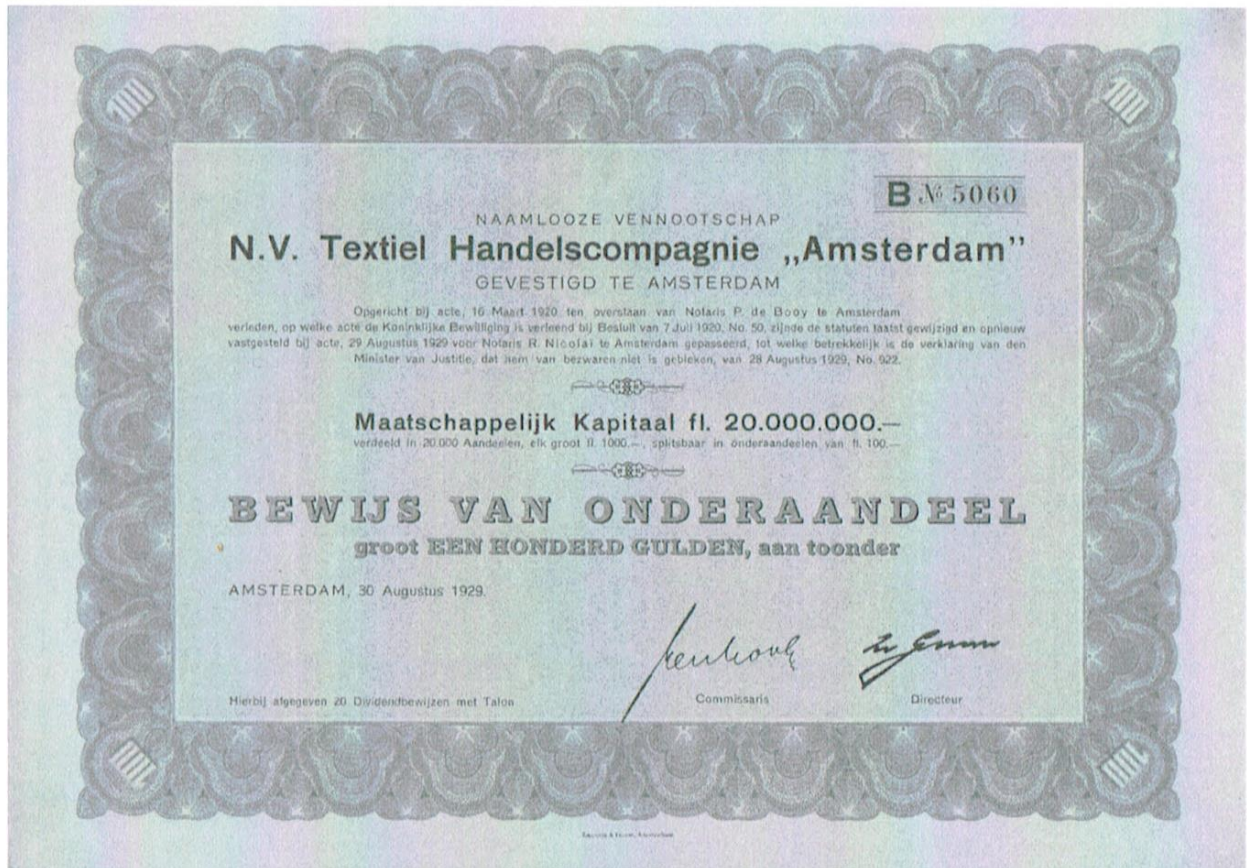 100
100
B № 5060
NAAMLOOZE VENNOOTSCHAP
N.V. Textiel Handelscompagnie „Amsterdam”
GEVESTIGD TE AMSTERDAM
Opgericht bij acte, 16 Maart 1920 ten overstaan van Notaris P. de Booy te Amsterdam
verleden, op welke acte de Koninklijke Bewilliging is verleend bij Besluit van 7 Juli 1920, No. 50, zijnde de statuten laatst gewijzigd en opnieuw
vastgesteld bij acte, 29 Augustus 1929 voor Notaris R. Nicolaï te Amsterdam gepasseerd, tot welke betrekkelijk is de verklaring van den
Minister van Justitie, dat hem van bezwaren niet is gebleken, van 28 Augustus 1929, No. 922.
Maatschappelijk Kapitaal fl. 20.000.000.—
verdeeld in 20.000 Aandeelen, elk groot fl. 1000.—, splitsbaar in onderaandeelen van fl. 100.—
BEWIJS VAN ONDERAANDEEL
groot EEN HONDERD GULDEN, aan toonder
AMSTERDAM, 30 Augustus 1929.
Commissaris
Directeur
Hierbij afgegeven 20 Dividendbewijzen met Talon
100
100